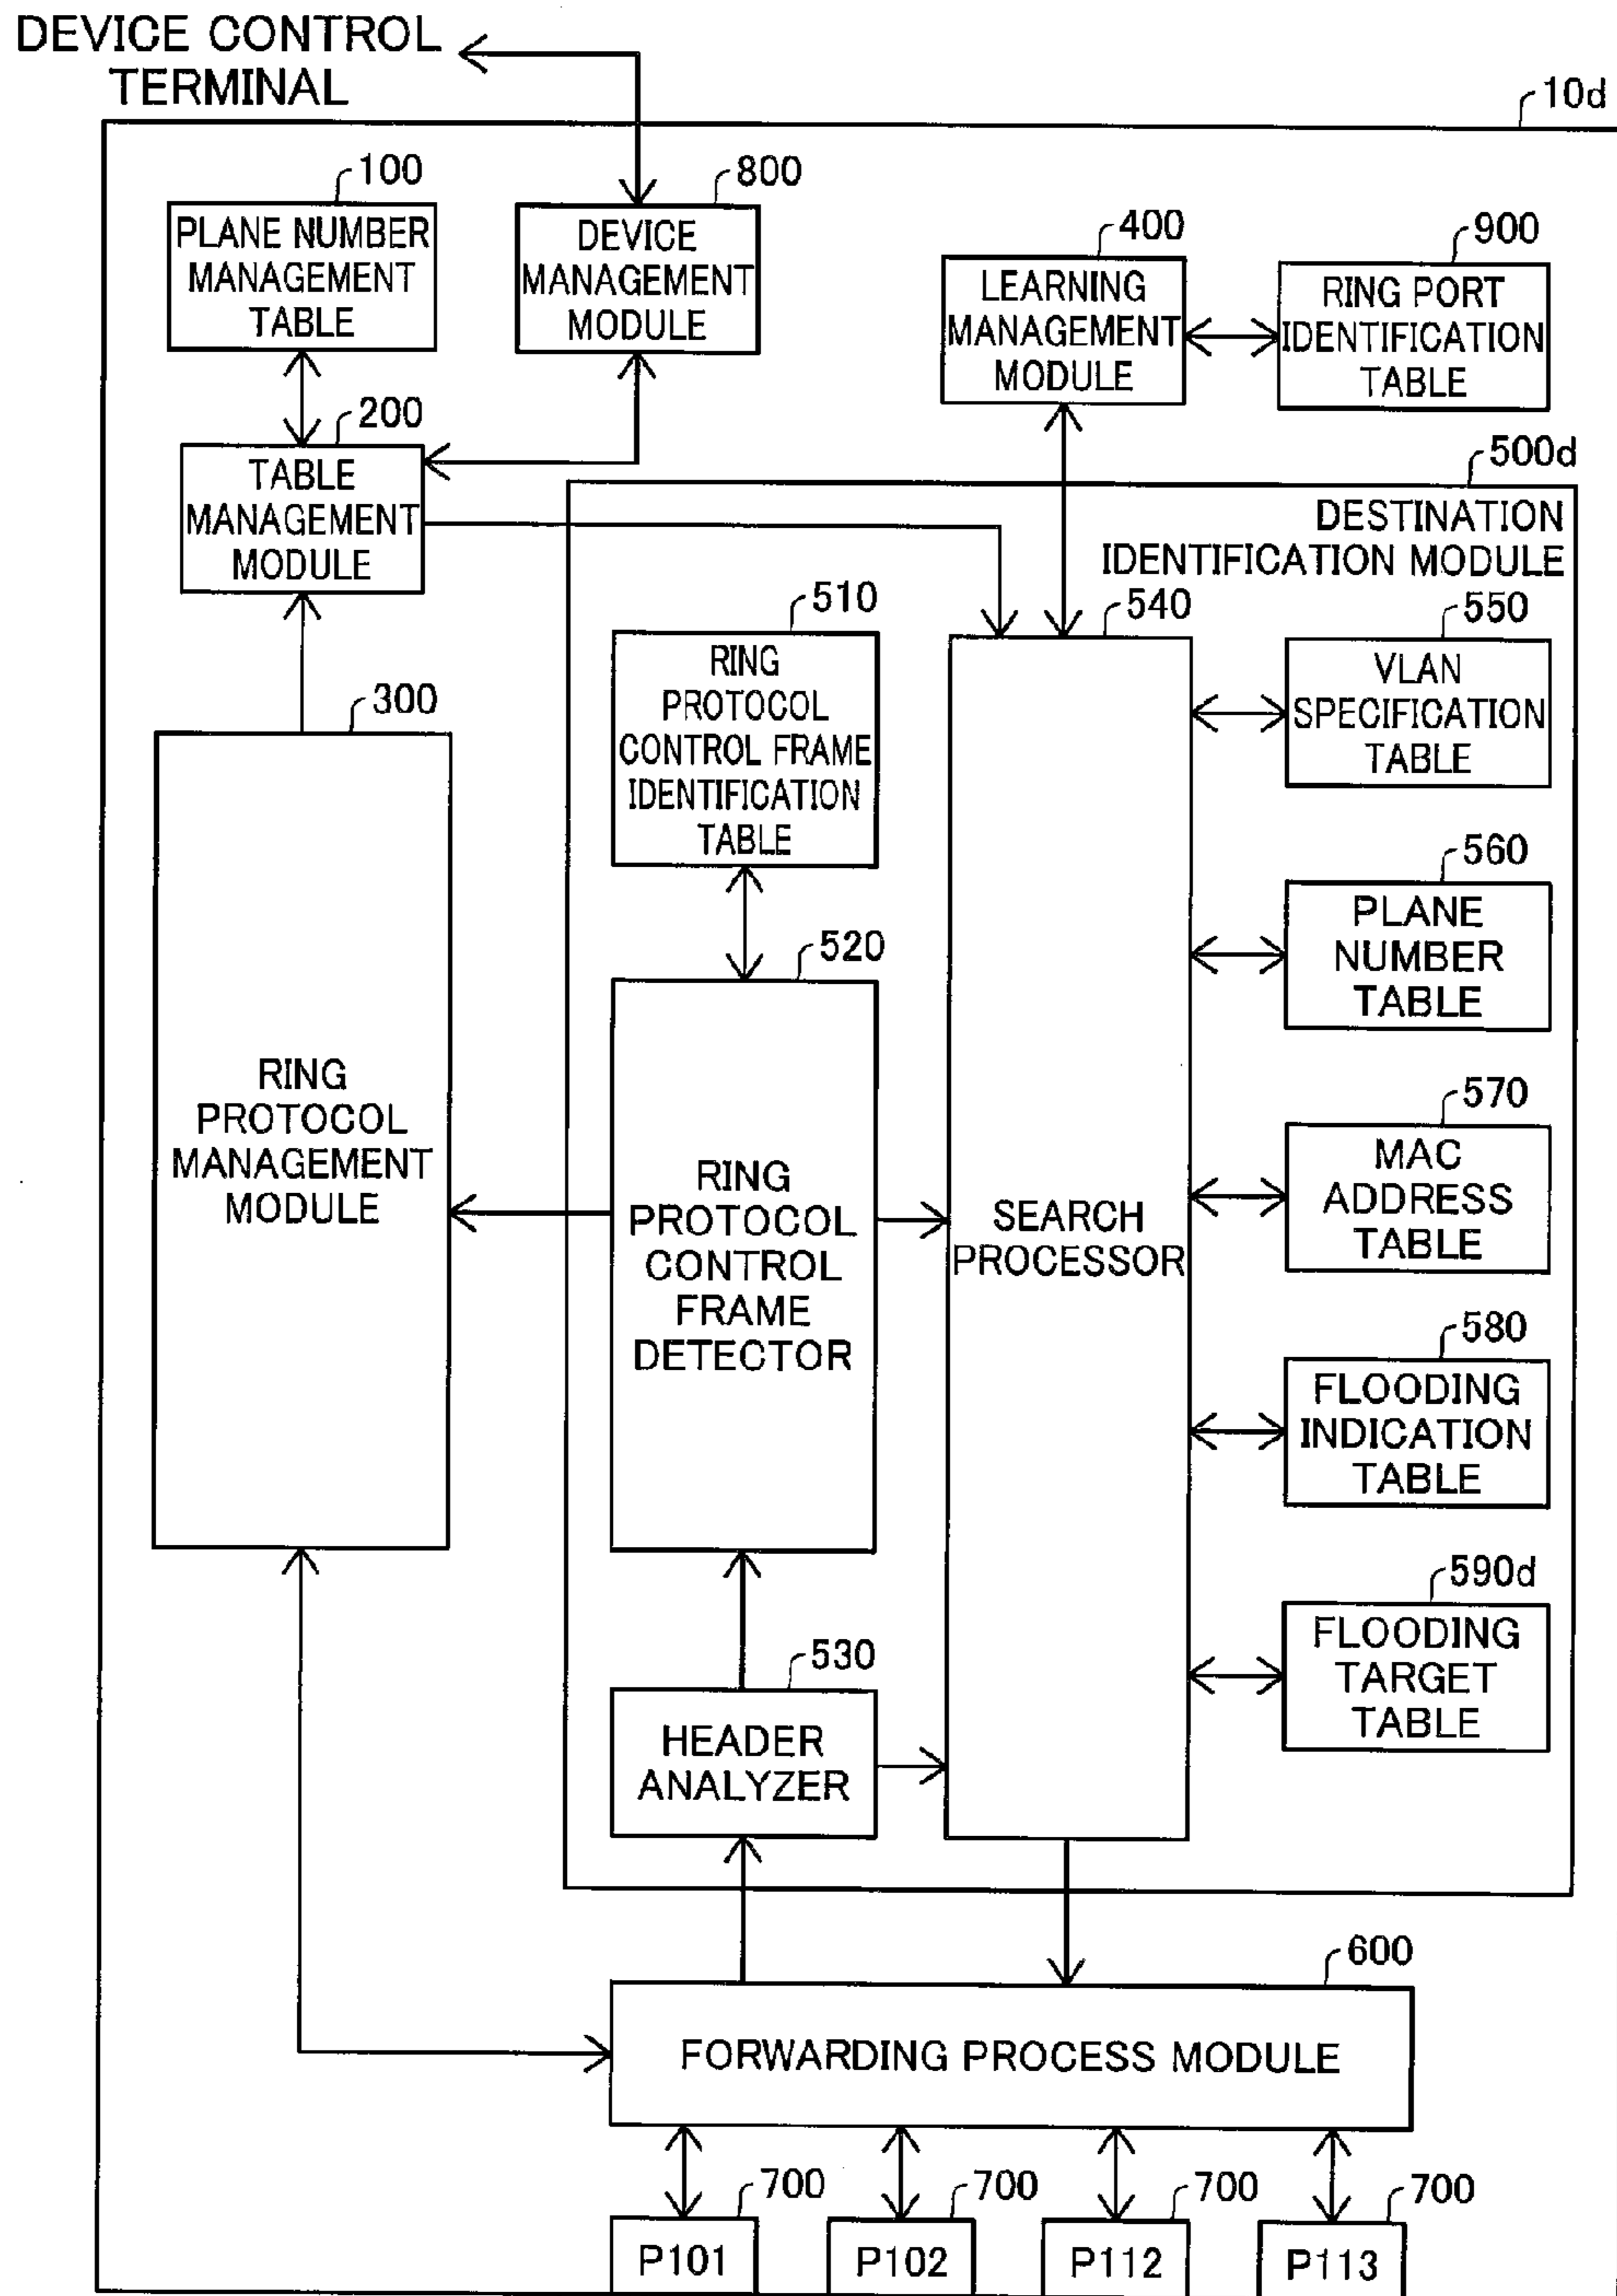 DEVICE CONTROL
TERMINAL
10d
100
PLANE NUMBER
MANAGEMENT
TABLE
800
DEVICE
MANAGEMENT
MODULE
400
LEARNING
MANAGEMENT
MODULE
900
RING PORT
IDENTIFICATION
TABLE
200
TABLE
MANAGEMENT
MODULE
500d
DESTINATION
IDENTIFICATION MODULE
510
RING
PROTOCOL
CONTROL FRAME
IDENTIFICATION
TABLE
540
SEARCH
PROCESSOR
550
VLAN
SPECIFICATION
TABLE
300
RING
PROTOCOL
MANAGEMENT
MODULE
520
RING
PROTOCOL
CONTROL
FRAME
DETECTOR
560
PLANE
NUMBER
TABLE
570
MAC
ADDRESS
TABLE
580
FLOODING
INDICATION
TABLE
590d
FLOODING
TARGET
TABLE
530
HEADER
ANALYZER
600
FORWARDING PROCESS MODULE
700
P101
700
P102
700
P112
700
P113